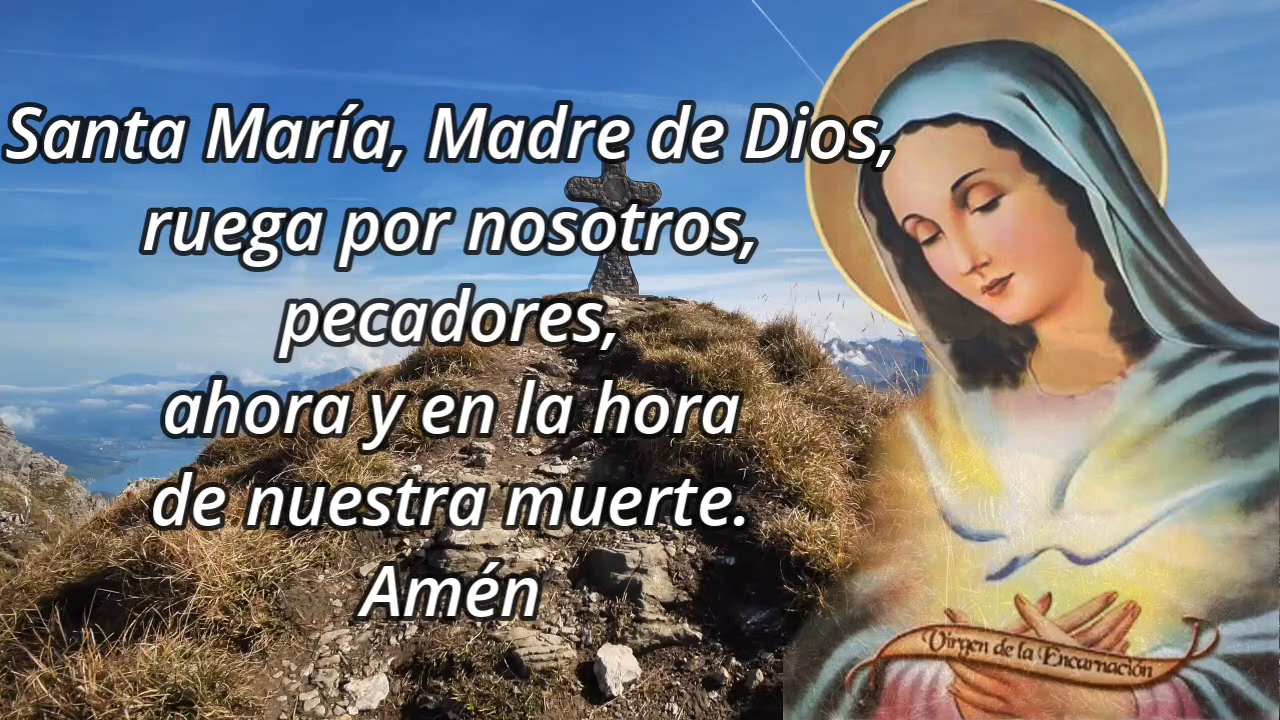 Santa María, Madre de Dios,
ruega por nosotros,
pecadores,
ahora y en la hora
de nuestra muerte.
Amén
Virgen de la Encarnación